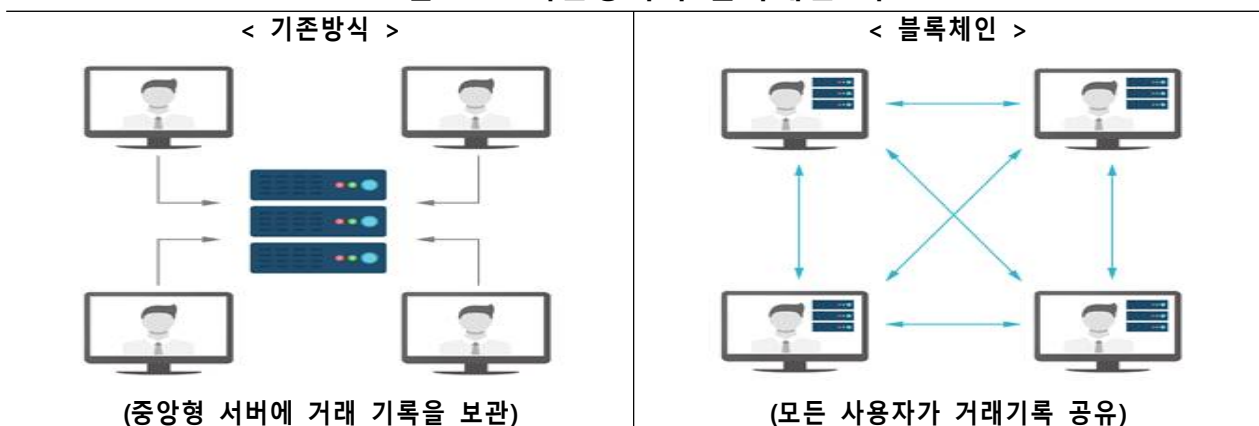 < 기존방식 >
< 블록체인 >
(중앙형 서버에 거래 기록을 보관)
(모든 사용자가 거래기록 공유)